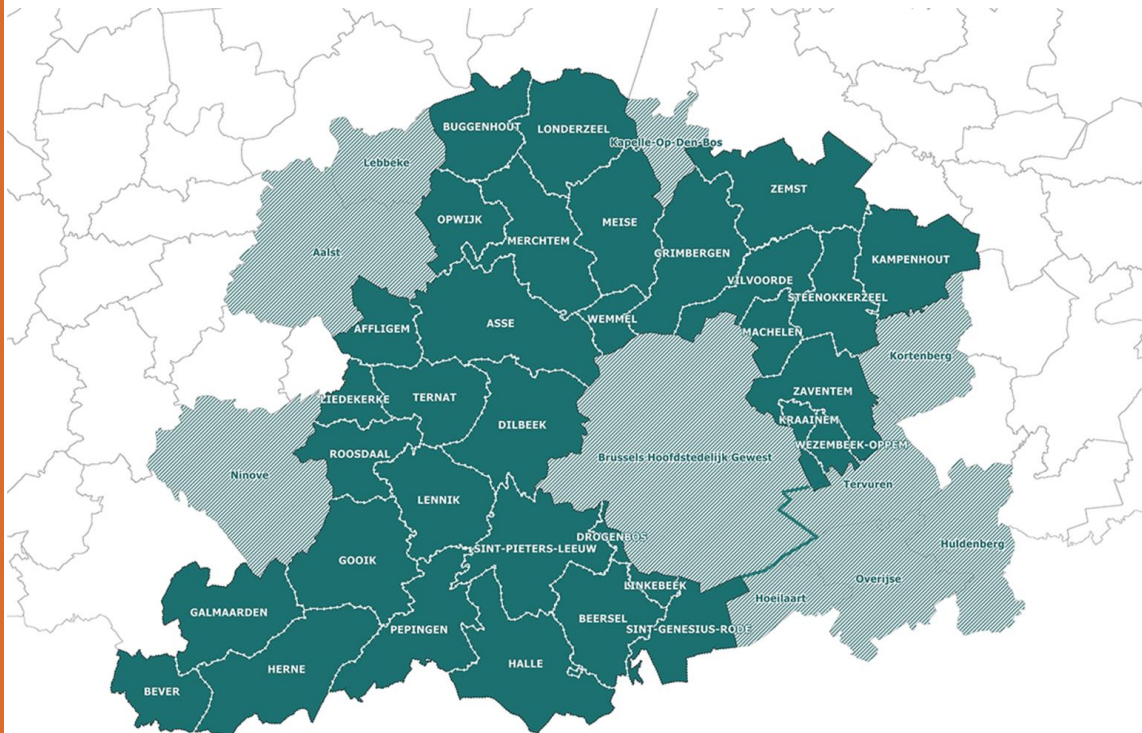 BUGGENHOUT
LONDERZEEL
Kapelle-Op-Den-Bos
Lebbeke
ZEMST
OPWIJK
MEISE
MERCHTEM
Aalst
GRIMBERGEN
KAMPENHOUT
VILVOORDE
STEENOKKERZEEL
WEMMEL
ASSE
AFFLIGEM
MACHELEN
Kortenberg
ZAVENTEM
LIEDEKERKE
TERNAT
KRAAINEM
DILBEEK
WEZEMBEEK-OPPEM
ROOSDAAL
Brussels Hoofdstedelijk Gewest
Ninove
Tervuren
LENNIK
DROGENBOS
Huldenberg
SINT-PIETERS-LEEUW
GOOIK
Overijse
LINKEBEEK
Hoeilaart
GALMAARDEN
BEERSEL
PEPINGEN
SINT-GENESIUS-RODE
HALLE
HERNE
BEVER